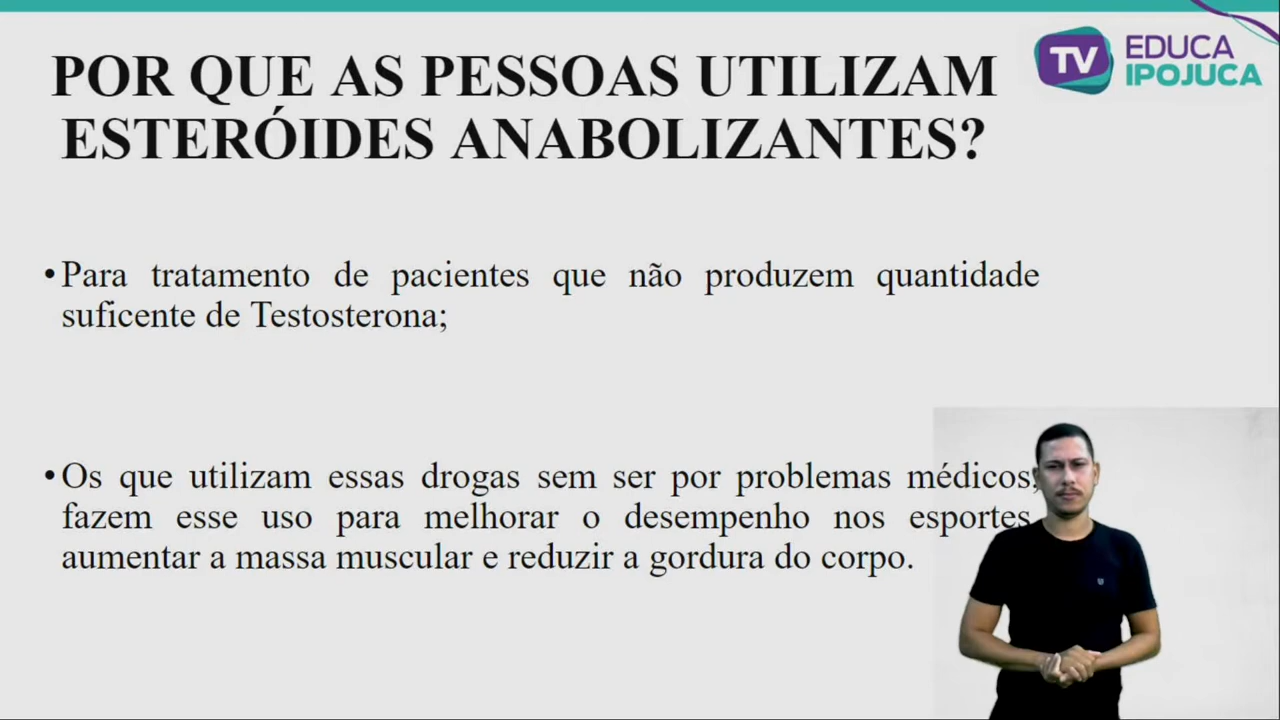 POR QUE AS PESSOAS UTILIZAM
ESTERÓIDES ANABOLIZANTES?
TV EDUCA
IPOJUCA
•Para tratamento de pacientes que não produzem quantidade
suficente de Testosterona;
•Os que utilizam essas drogas sem ser por problemas médicos,
fazem esse uso para melhorar o desempenho nos esportes
aumentar a massa muscular e reduzir a gordura do corpo.